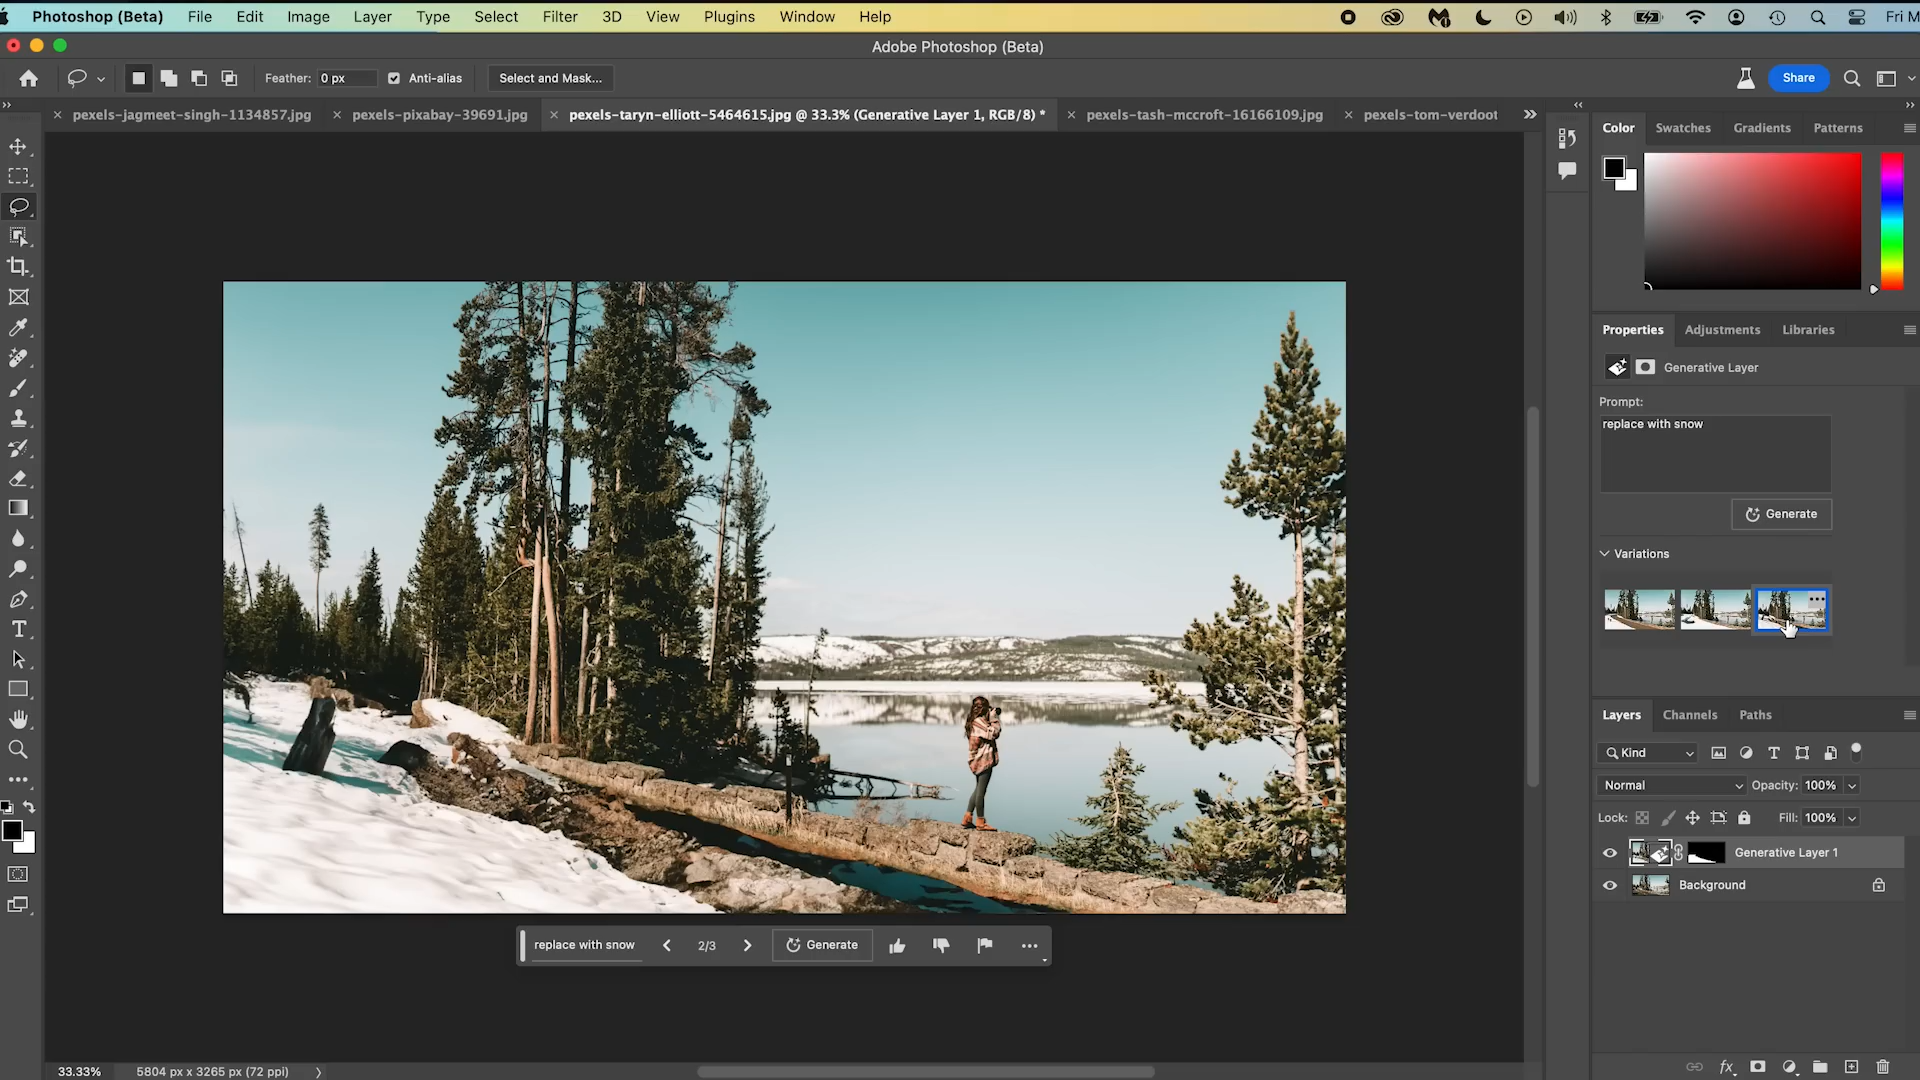 Photoshop (Beta) File Edit Image Layer Type Select Filter 3D View Plugins Window Help Fri M
Adobe Photoshop (Beta)
Feather: 0 px Anti-alias Select and Mask... Share
pexels-jagmeet-singh-1134857.jpg pexels-pixabay-39691.jpg pexels-taryn-elliott-5464615.jpg @ 33.3% (Generative Layer 1, RGB/8) * pexels-tash-mccroft-16166109.jpg pexels-tom-verdoot
Color Swatches Gradients Patterns
Properties Adjustments Libraries
Generative Layer
Prompt:
replace with snow
Generate
Variations
Layers Channels Paths
Kind
Normal Opacity: 100%
Lock: Fill: 100%
Generative Layer 1
Background
replace with snow 2/3 Generate
33.33% 5804 px x 3265 px (72 ppi)
fx